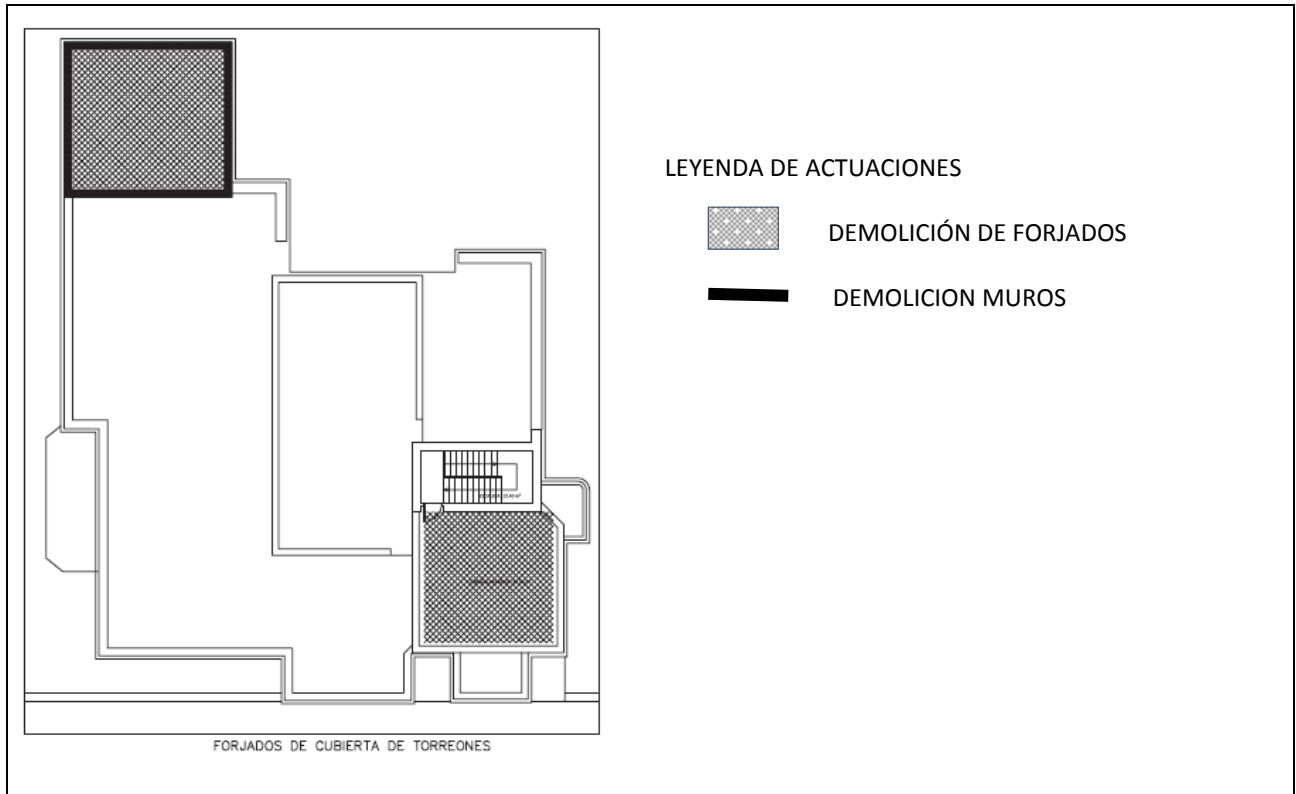 LEYENDA DE ACTUACIONES
DEMOLICIÓN DE FORJADOS
DEMOLICION MUROS
FORJADOS DE CUBIERTA DE TORREONES